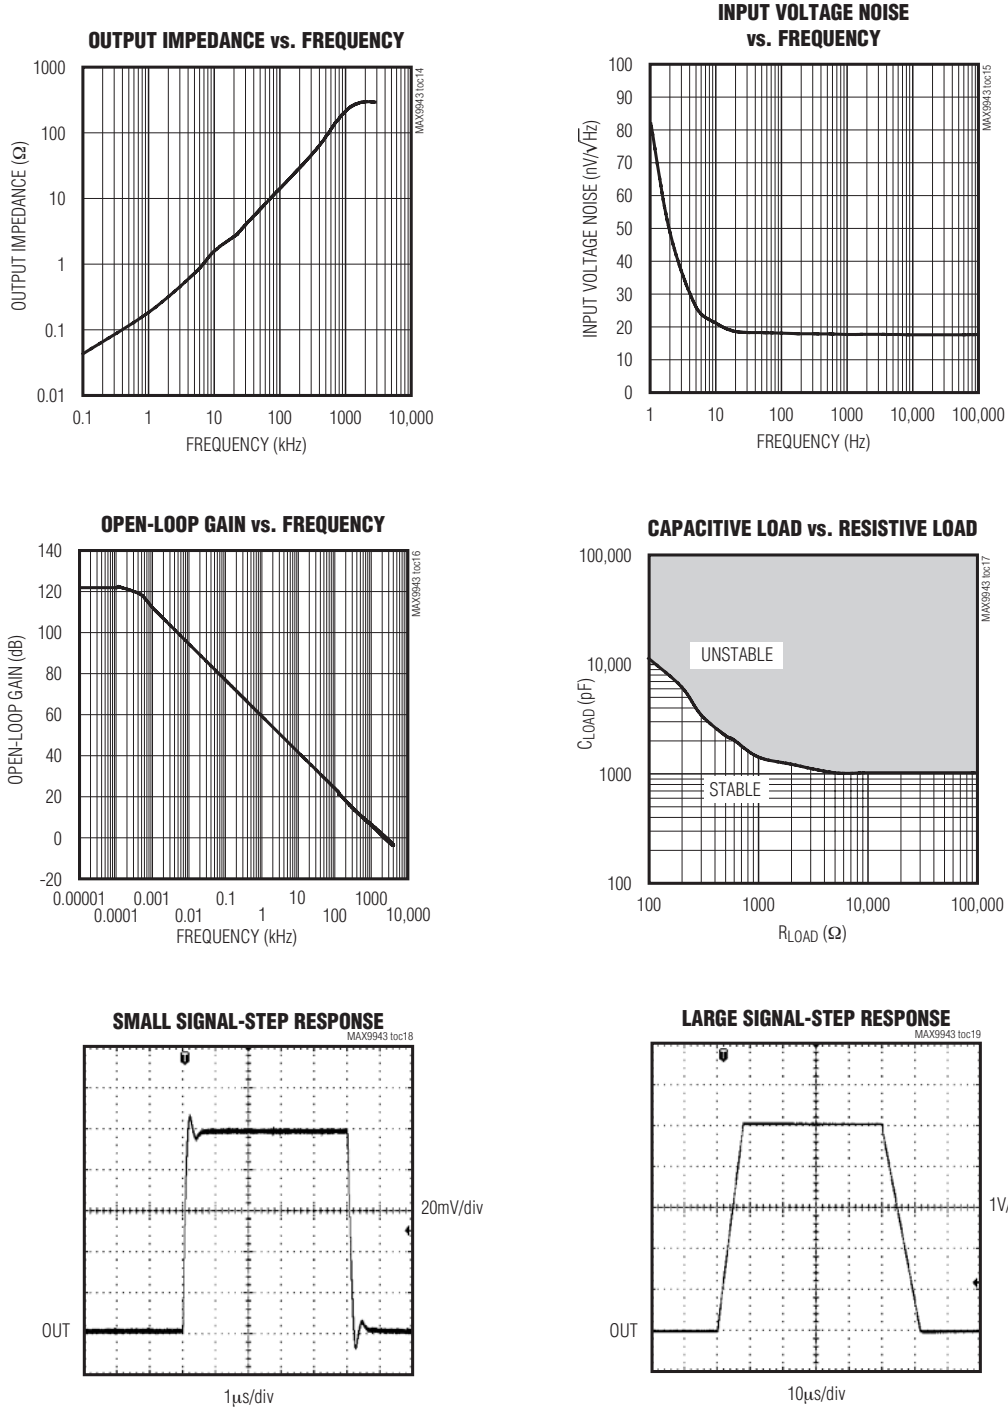 OUTPUT IMPEDANCE vs. FREQUENCY
MAX9943 toc14
OUTPUT IMPEDANCE (Ω)
1000
100
10
1
0.1
0.01
0.1 1 10 100 1000 10,000
FREQUENCY (kHz)
INPUT VOLTAGE NOISE
vs. FREQUENCY
MAX9943 toc15
INPUT VOLTAGE NOISE (nV/√Hz)
100
90
80
70
60
50
40
30
20
10
0
1 10 100 1000 10,000 100,000
FREQUENCY (Hz)
OPEN-LOOP GAIN vs. FREQUENCY
MAX9943 toc16
OPEN-LOOP GAIN (dB)
140
120
100
80
60
40
20
0
-20
0.00001 0.001 0.1 10 1000
0.0001 0.01 1 100 10,000
FREQUENCY (kHz)
CAPACITIVE LOAD vs. RESISTIVE LOAD
MAX9943 toc17
CLOAD (pF)
100,000
10,000
1000
100
UNSTABLE
STABLE
100 1000 10,000 100,000
RLOAD (Ω)
SMALL SIGNAL-STEP RESPONSE
MAX9943 toc18
T
20mV/div
OUT
1μs/div
LARGE SIGNAL-STEP RESPONSE
MAX9943 toc19
T
1V/
OUT
10μs/div